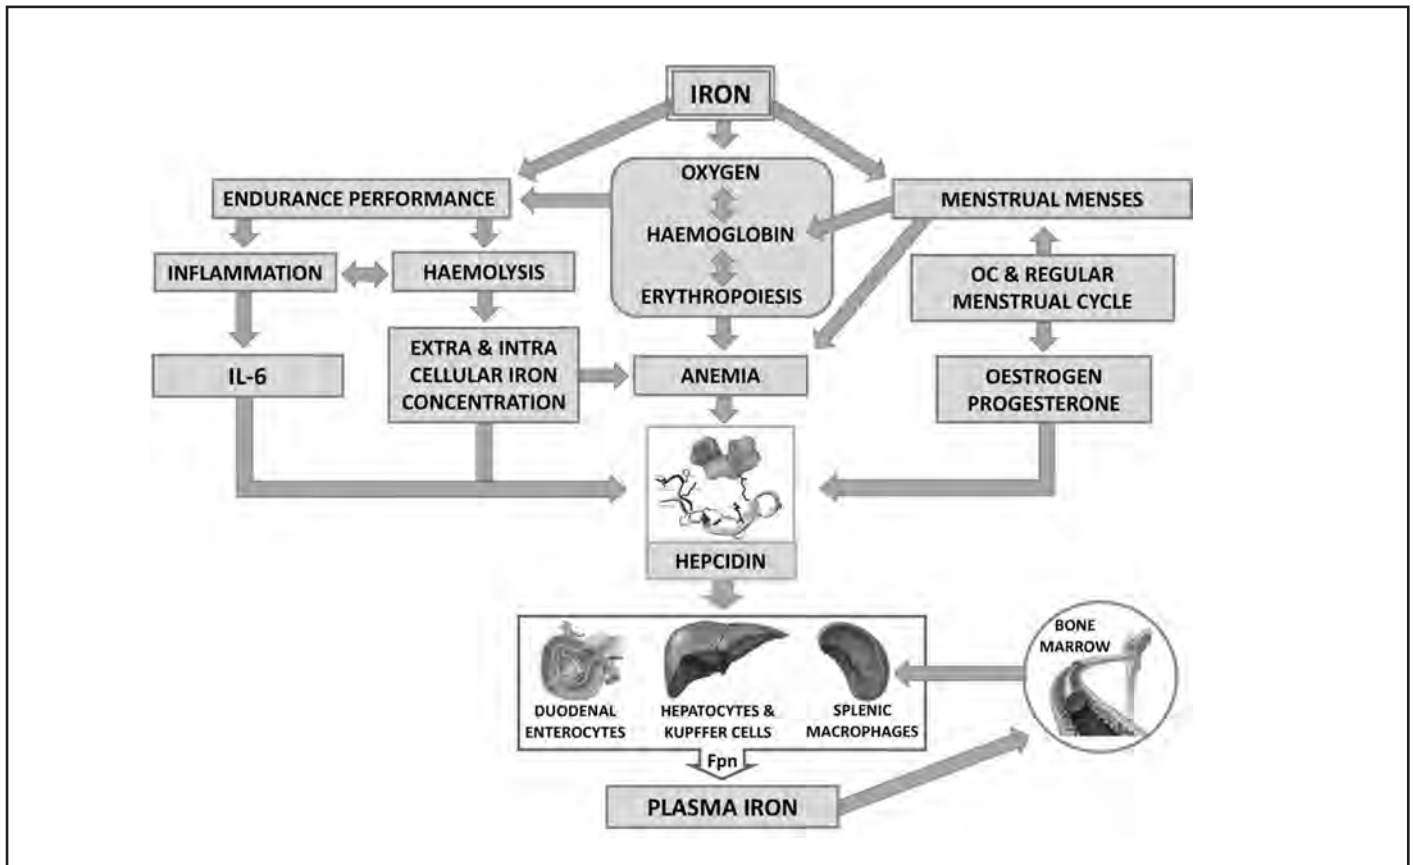 IRON
OXYGEN
HAEMOGLOBIN
ERYTHROPOIESIS
ENDURANCE PERFORMANCE
MENSTRUAL MENSES
INFLAMMATION
HAEMOLYSIS
OC & REGULAR
MENSTRUAL CYCLE
IL-6
EXTRA & INTRA
CELLULAR IRON
CONCENTRATION
ANEMIA
OESTROGEN
PROGESTERONE
HEPCIDIN
DUODENAL
ENTEROCYTES
HEPATOCYTES &
KUPFFER CELLS
SPLENIC
MACROPHAGES
BONE
MARROW
Fpn
PLASMA IRON